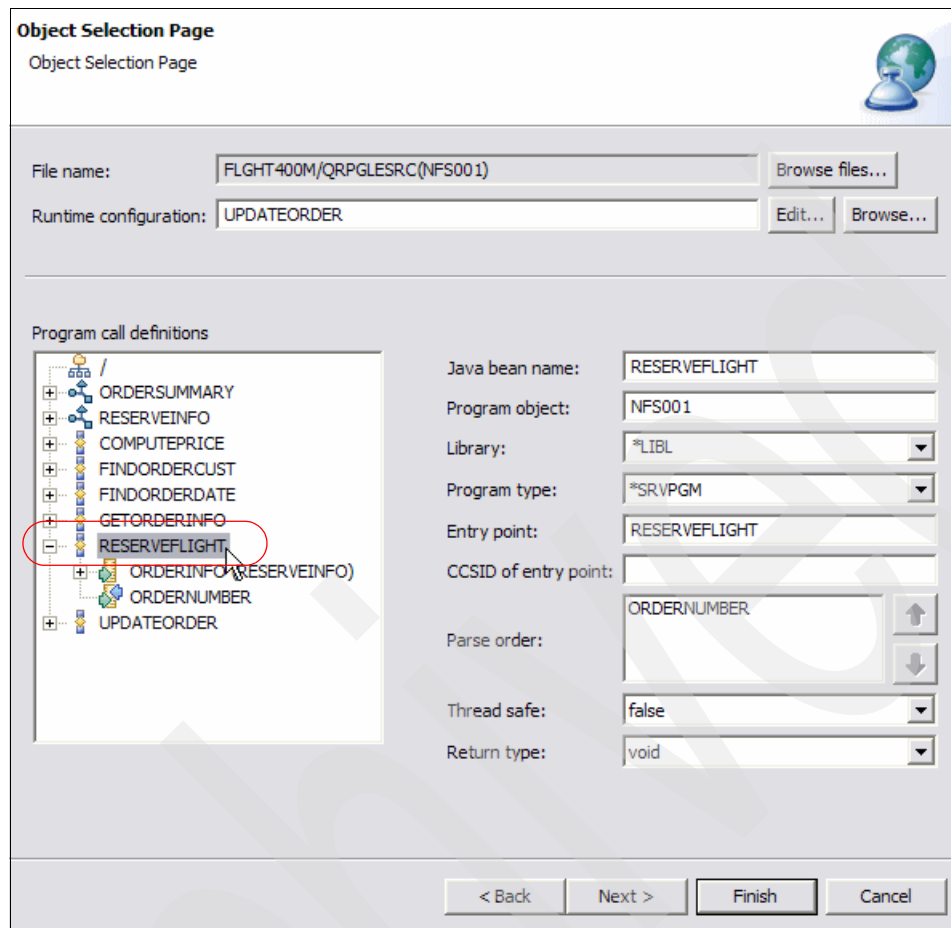 Object Selection Page
Object Selection Page
File name: FLGHT400M/QRPGLESRC(NFS001) Browse files...
Runtime configuration: UPDATEORDER Edit... Browse...
Program call definitions
/
ORDERSUMMARY
RESERVEINFO
COMPUTEPRICE
FINDORDERCUST
FINDORDERDATE
GETORDERINFO
RESERVEFLIGHT
ORDERINFO (RESERVEINFO)
ORDERNUMBER
UPDATEORDER
Java bean name: RESERVEFLIGHT
Program object: NFS001
Library: *LIBL
Program type: *SRVPGM
Entry point: RESERVEFLIGHT
CCSID of entry point:
Parse order: ORDERNUMBER
Thread safe: false
Return type: void
< Back Next > Finish Cancel